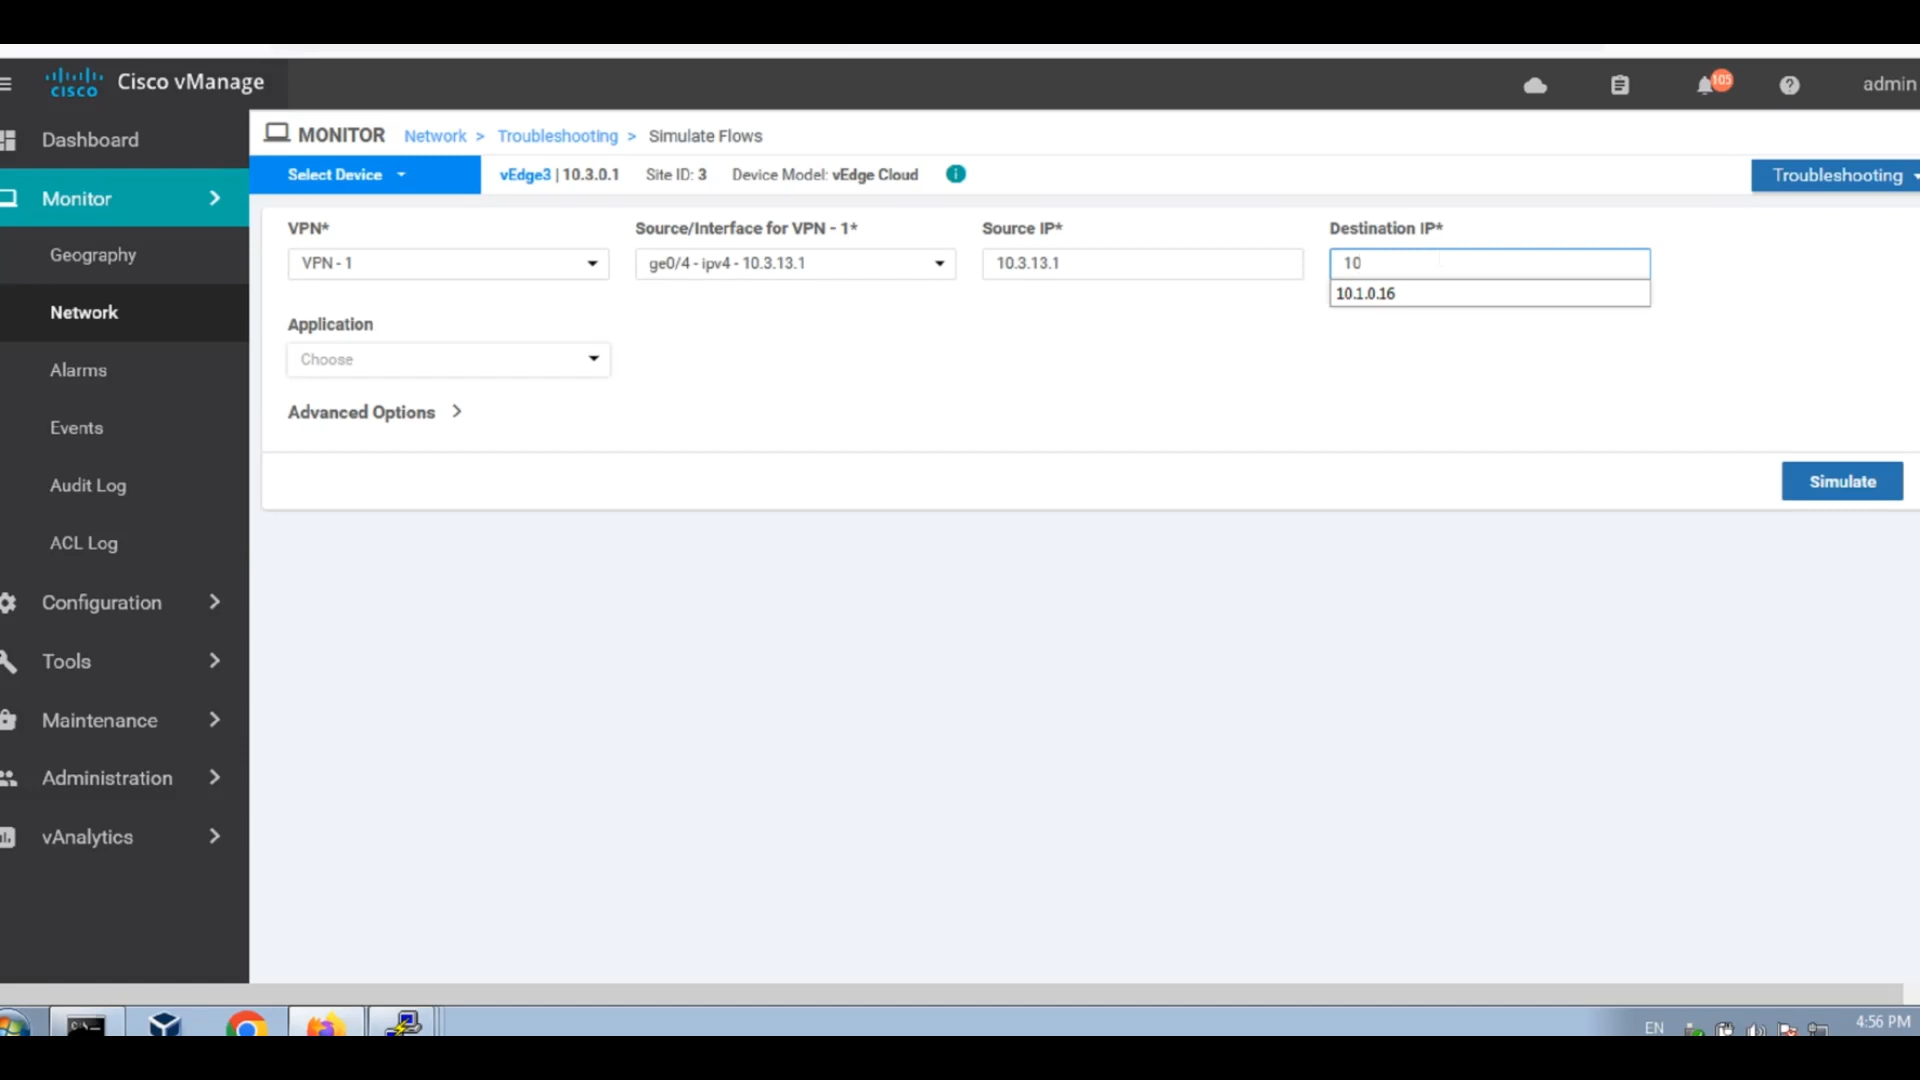 CISCO
Cisco vManage
105
admin
Dashboard
Monitor
Geography
Network
Alarms
Events
Audit Log
ACL Log
Configuration
Tools
Maintenance
Administration
vAnalytics
MONITOR Network > Troubleshooting > Simulate Flows
Select Device vEdge3 | 10.3.0.1 Site ID: 3 Device Model: vEdge Cloud Troubleshooting
VPN* Source/Interface for VPN - 1* Source IP* Destination IP*
VPN - 1 ge0/4 - ipv4 - 10.3.13.1 10.3.13.1 10
10.1.0.16
Application
Choose
Advanced Options
Simulate
EN 4:56 PM